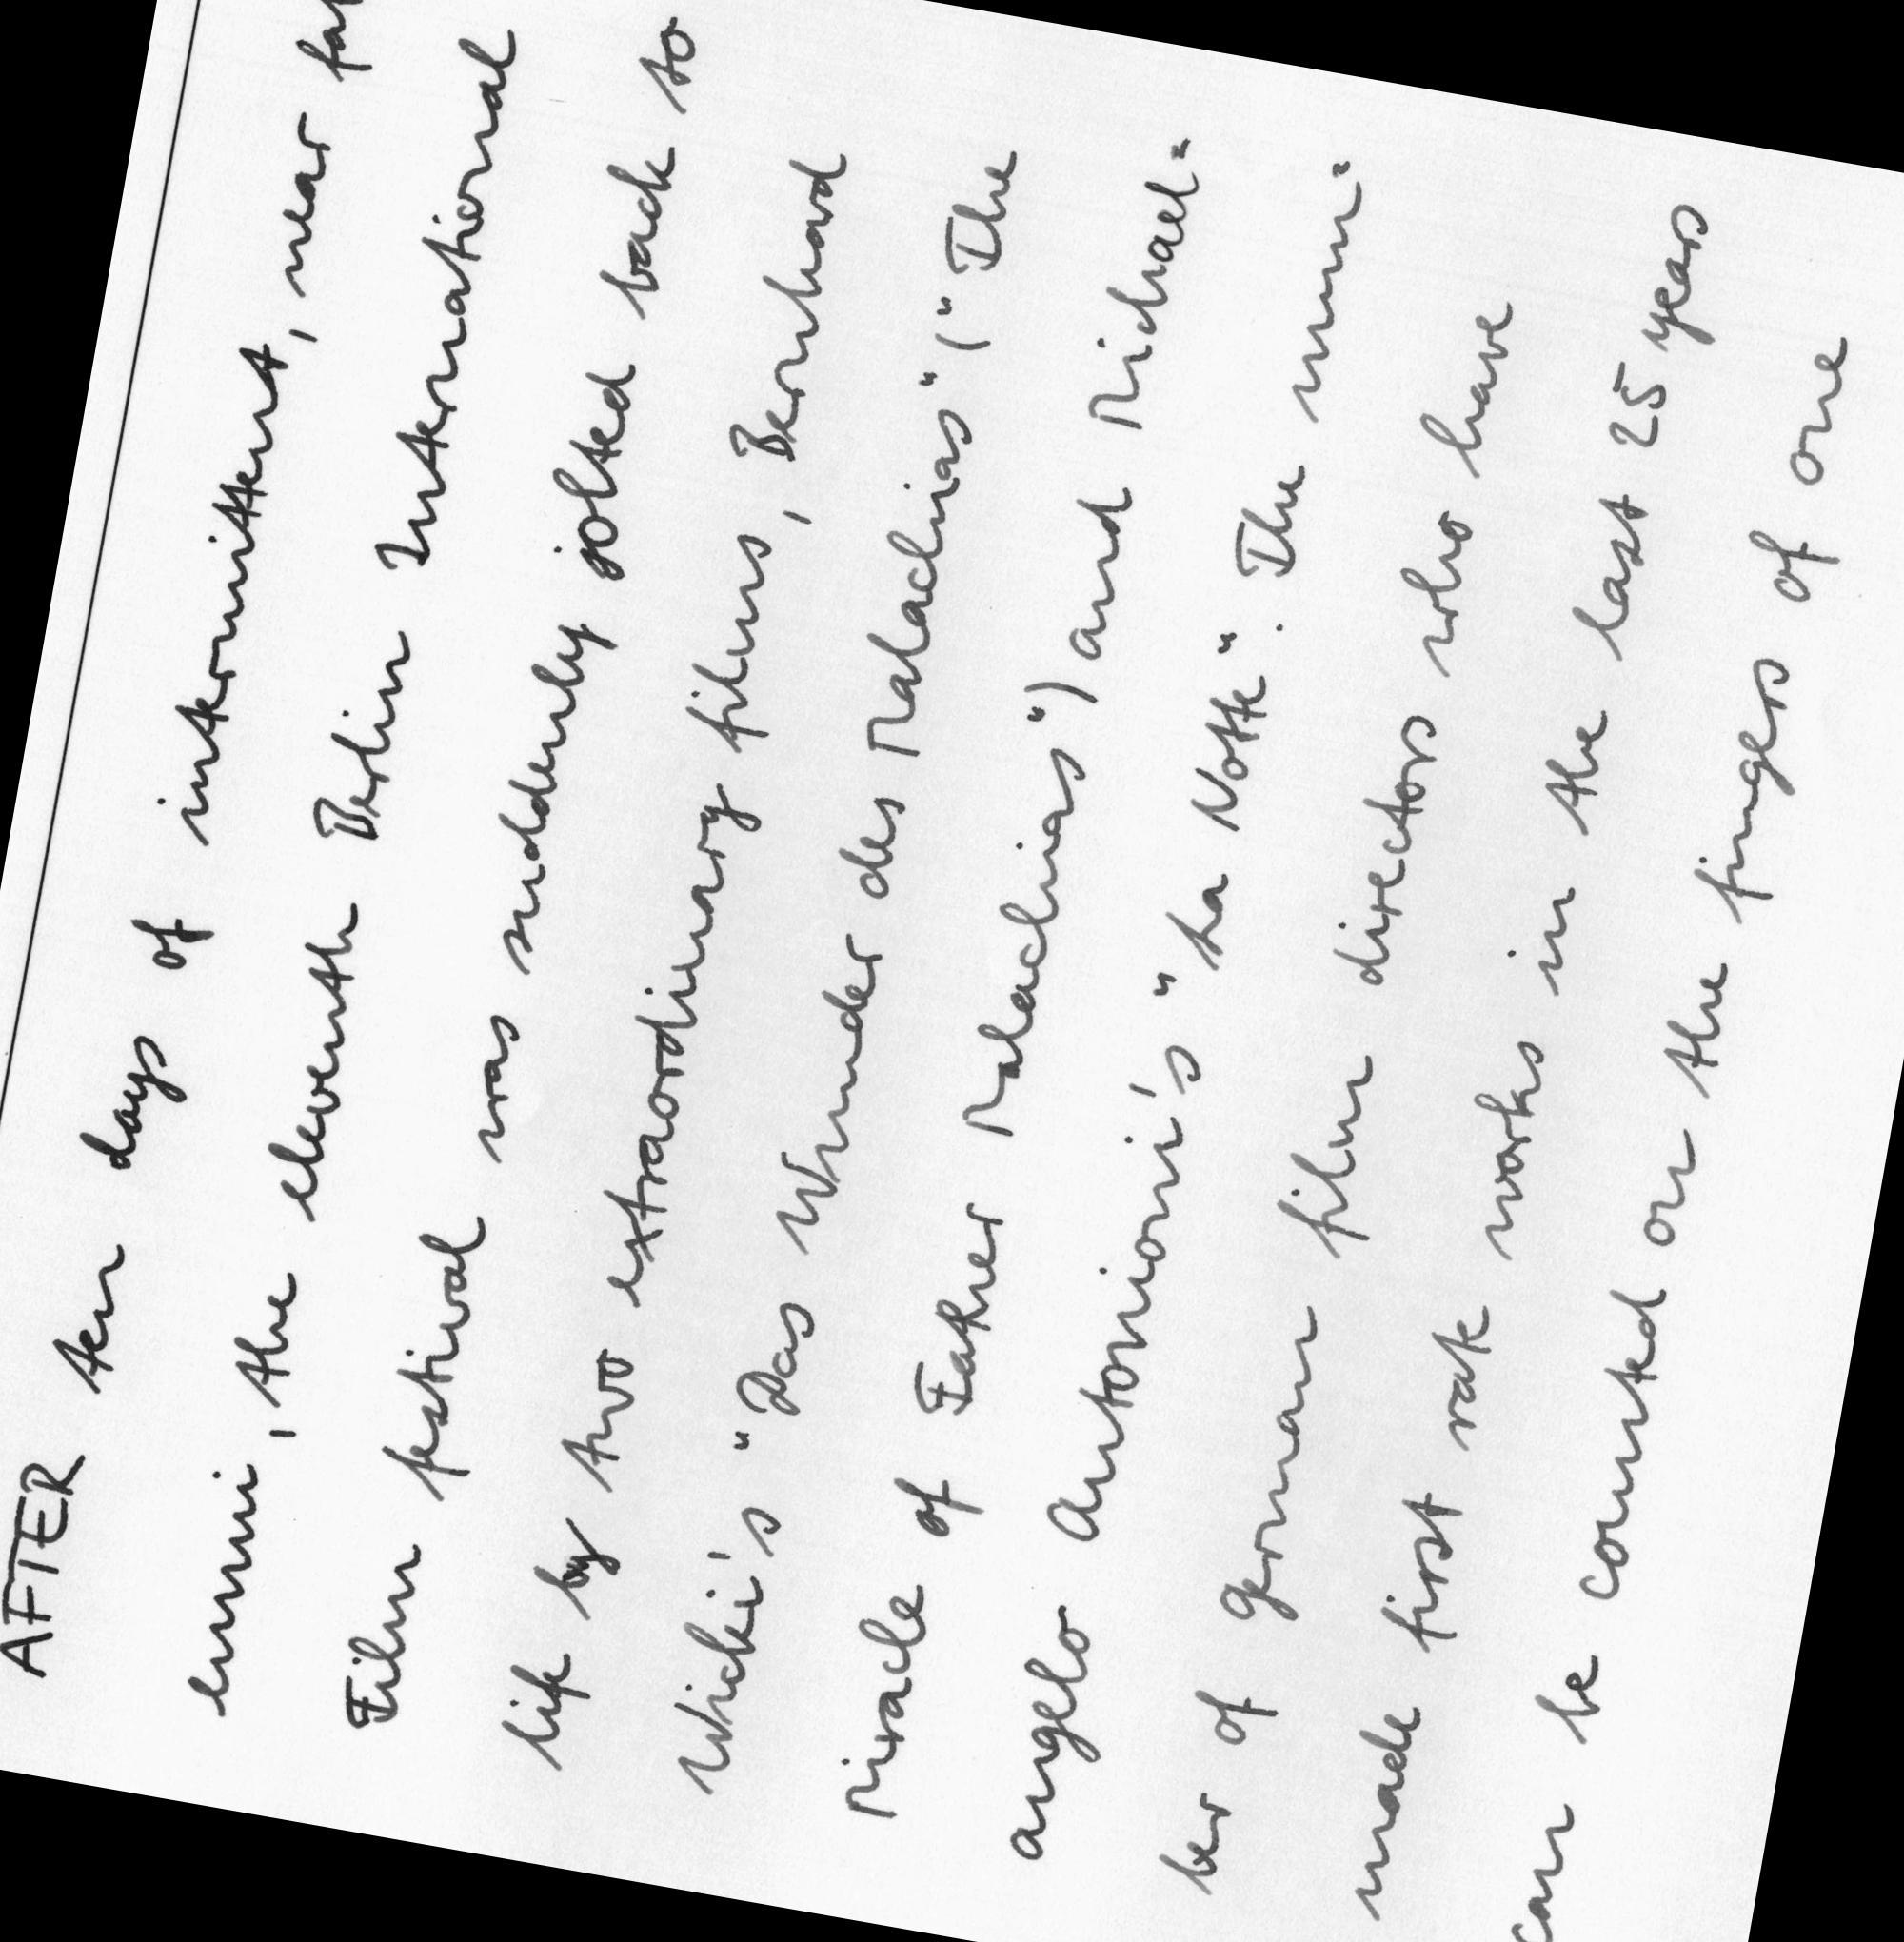 AFTER ten days of intermittent, near
ennui, the eleventh Berlin International
Film festival was suddenly jolted back to
life by two extraordinary films, Bernhard
Wicki's "Das Wunder des Malachias" ("The
Miracle of Father Malachias") and Michael-
angelo Antonioni's "La Notte". The num-
ber of german film directors who have
made first rate works in the last 25 years
can be counted on the fingers of one